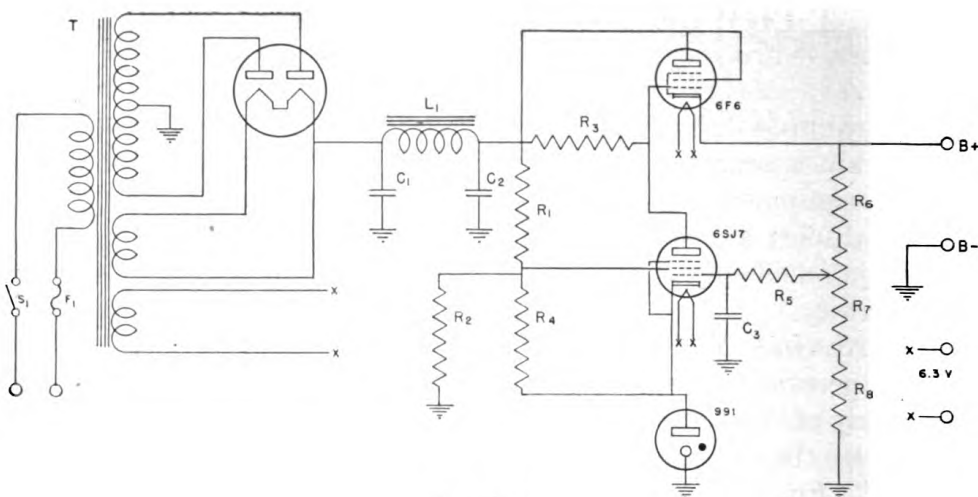 T
L₁
6F6
R₃
B+
C₁
C₂
R₁
R₆
6SJ7
B-
S₁
F₁
x
x
x
x
R₂
R₄
R₅
C₃
R₇
x x
x
6.3 V
x
991
R₈